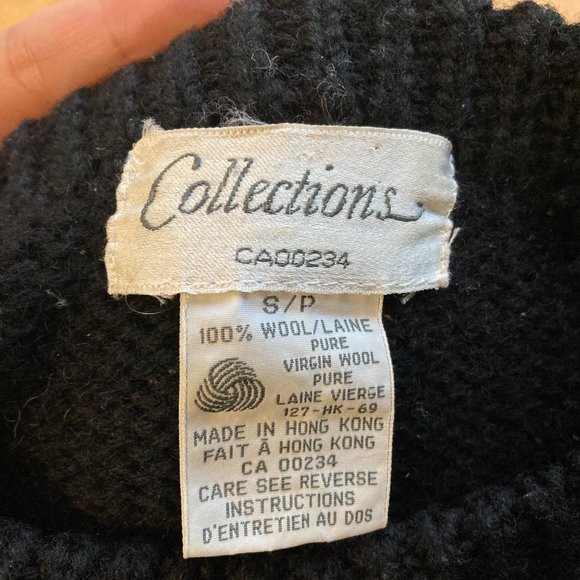 Collections
CA00234
S/P
100% WOOL/LAINE
PURE
VIRGIN WOOL
PURE
LAINE VIERGE
127-HK-69
MADE IN HONG KONG
FAIT À HONG KONG
CA 00234
CARE SEE REVERSE
INSTRUCTIONS
D'ENTRETIEN AU DOS